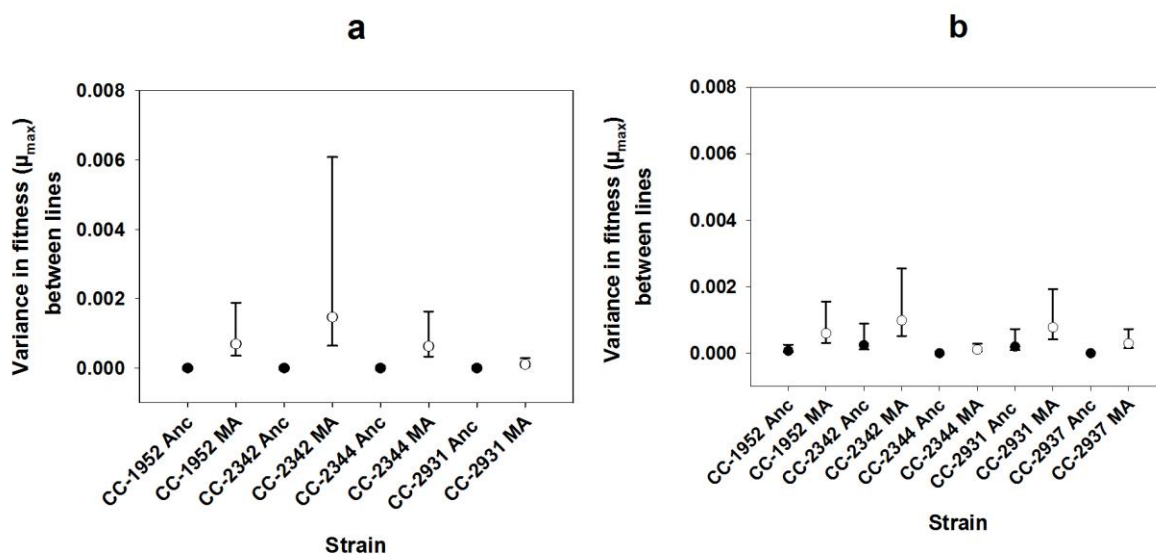 a
Variance in fitness (μmax)
between lines
0.008
0.006
0.004
0.002
0.000
CC-1952 Anc
CC-1952 MA
CC-2342 Anc
CC-2342 MA
CC-2344 Anc
CC-2344 MA
CC-2931 Anc
CC-2931 MA
Strain
b
Variance in fitness (μmax)
between lines
0.008
0.006
0.004
0.002
0.000
CC-1952 Anc
CC-1952 MA
CC-2342 Anc
CC-2342 MA
CC-2344 Anc
CC-2344 MA
CC-2931 Anc
CC-2931 MA
CC-2937 Anc
CC-2937 MA
Strain